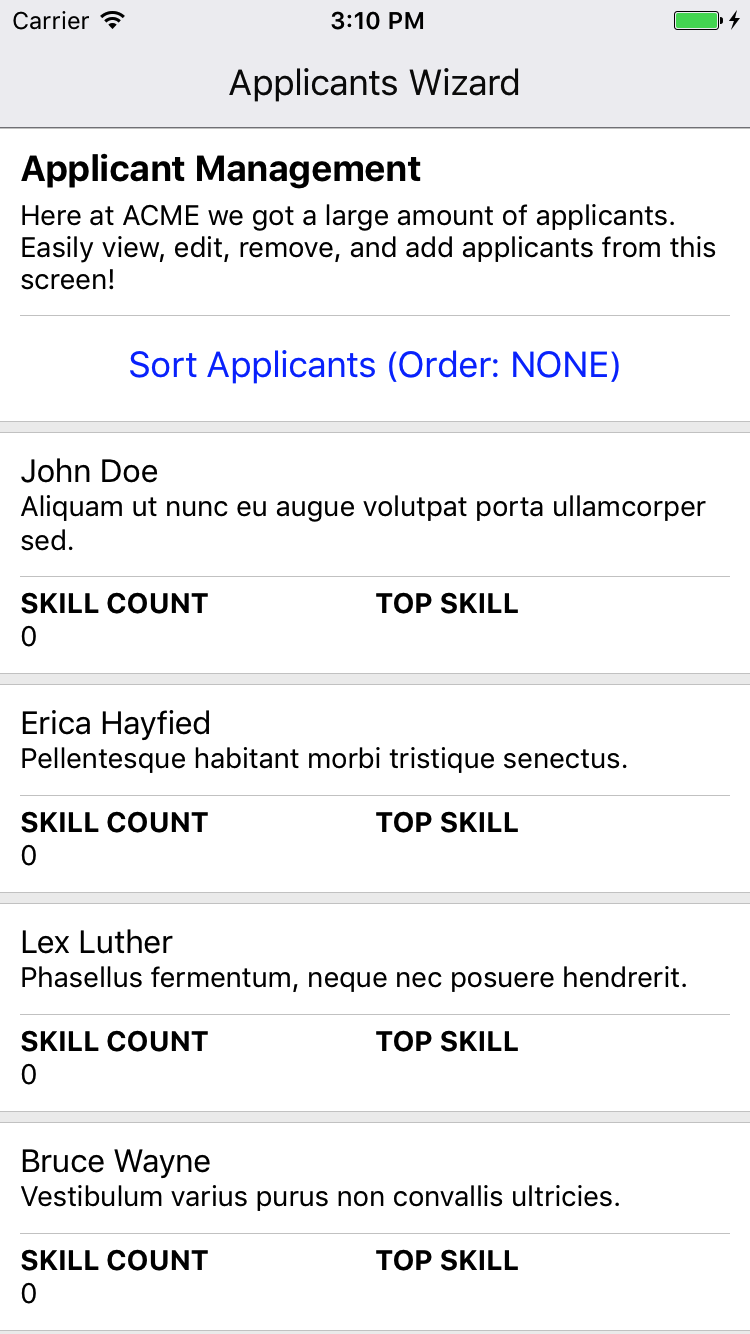 Carrier 3:10 PM
Applicants Wizard
Applicant Management
Here at ACME we got a large amount of applicants.
Easily view, edit, remove, and add applicants from this
screen!
Sort Applicants (Order: NONE)
John Doe
Aliquam ut nunc eu augue volutpat porta ullamcorper
sed.
SKILL COUNT TOP SKILL
0
Erica Hayfied
Pellentesque habitant morbi tristique senectus.
SKILL COUNT TOP SKILL
0
Lex Luther
Phasellus fermentum, neque nec posuere hendrerit.
SKILL COUNT TOP SKILL
0
Bruce Wayne
Vestibulum varius purus non convallis ultricies.
SKILL COUNT TOP SKILL
0